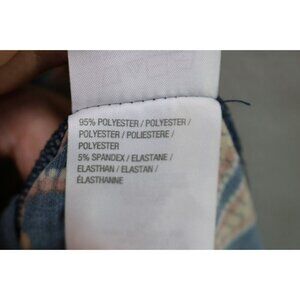 95% POLYESTER / POLYESTER /
POLYESTER / POLIESTERE /
POLYESTER
5% SPANDEX / ELASTANE /
ELASTHAN / ELASTAN /
ÉLASTHANNE